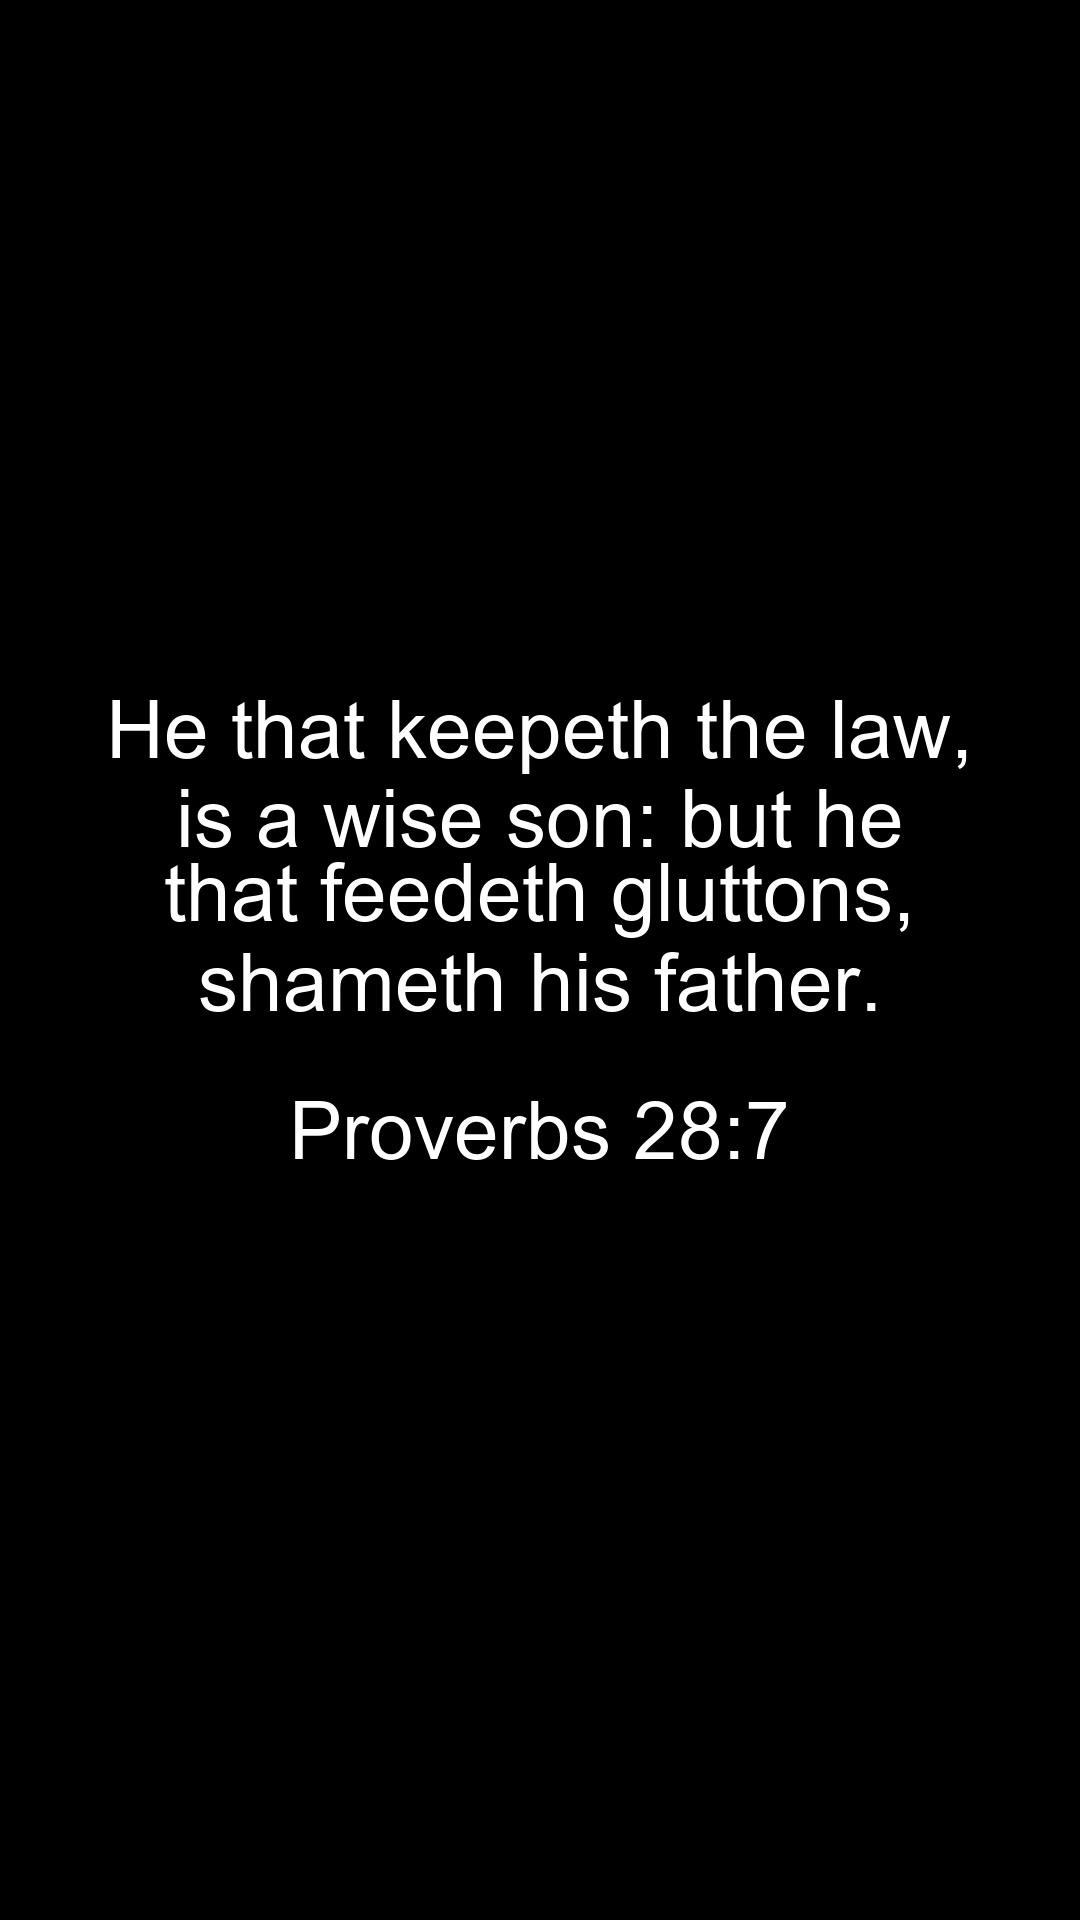 He that keepeth the law,
is a wise son: but he
that feedeth gluttons,
shameth his father.
Proverbs 28:7